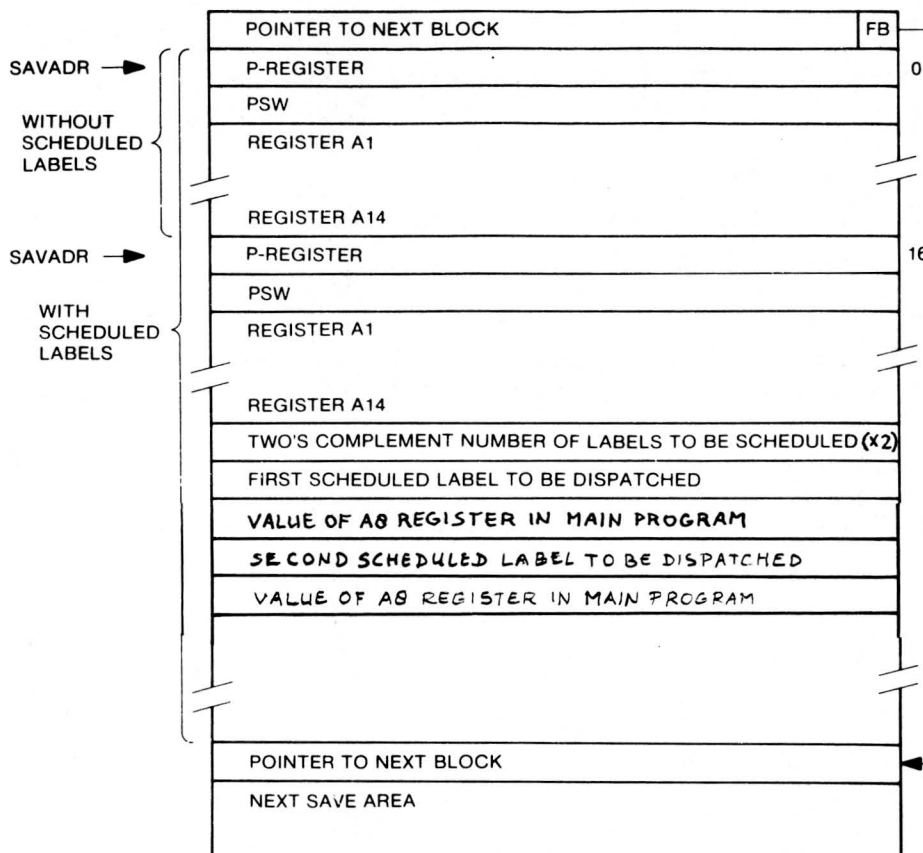 POINTER TO NEXT BLOCK FB
SAVADR P-REGISTER 0
PSW
WITHOUT
SCHEDULED
LABELS
REGISTER A1
REGISTER A14
SAVADR P-REGISTER 16
PSW
WITH
SCHEDULED
LABELS
REGISTER A1
REGISTER A14
TWO'S COMPLEMENT NUMBER OF LABELS TO BE SCHEDULED (x2)
FIRST SCHEDULED LABEL TO BE DISPATCHED
VALUE OF A8 REGISTER IN MAIN PROGRAM
SECOND SCHEDULED LABEL TO BE DISPATCHED
VALUE OF A8 REGISTER IN MAIN PROGRAM
POINTER TO NEXT BLOCK
NEXT SAVE AREA